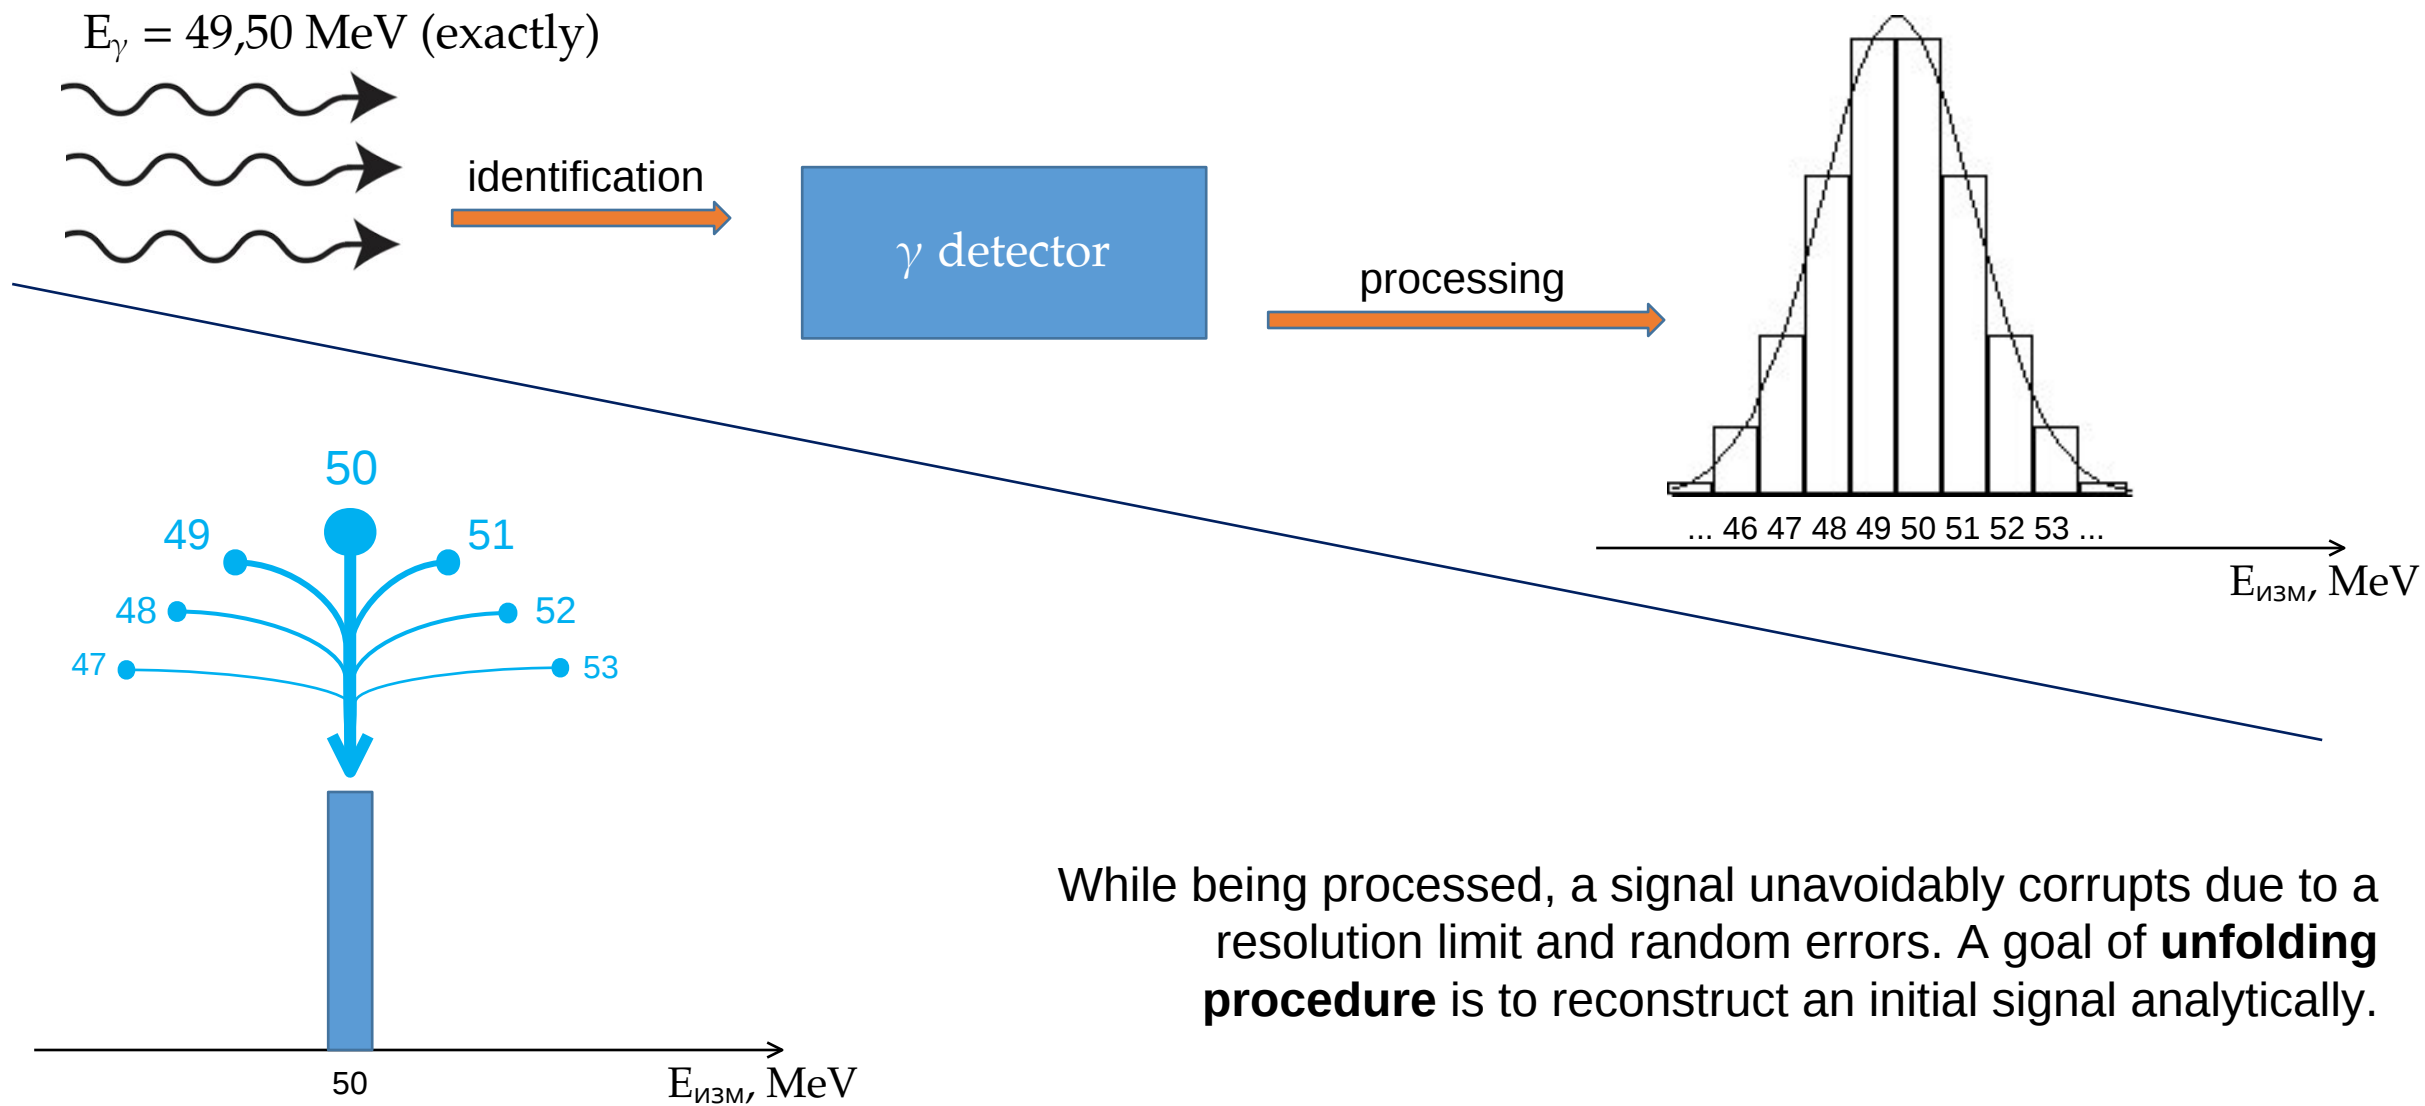 Eγ = 49,50 MeV (exactly)
identification
γ detector
processing
... 46 47 48 49 50 51 52 53 ...
Eизм, MeV
50
49
51
48
52
47
53
50
Eизм, MeV
While being processed, a signal unavoidably corrupts due to a
resolution limit and random errors. A goal of unfolding
procedure is to reconstruct an initial signal analytically.